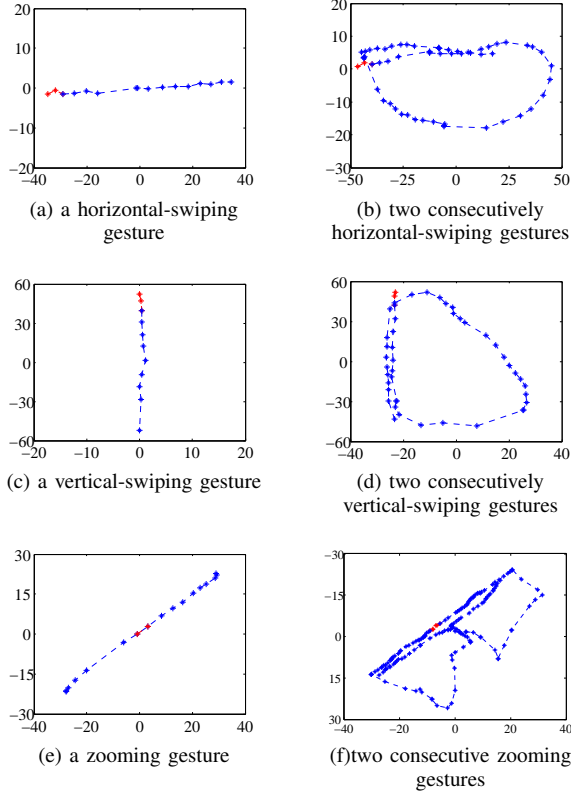 20
10
0
−10
−20
−40 −20 0 20 40
(a) a horizontal-swiping
gesture
10
0
−10
−20
30
−50 −25 0 25 50
(b) two consecutively
horizontal-swiping gestures
60
30
0
−30
−60
−20 −10 0 10 20
(c) a vertical-swiping gesture
60
30
0
−30
−60
−40 −20 0 20 40
(d) two consecutively
vertical-swiping gestures
30
15
0
−15
−30
−40 −20 0 20 40
(e) a zooming gesture
−30
−15
0
15
30
−40 −20 0 20 40
(f)two consecutive zooming
gestures